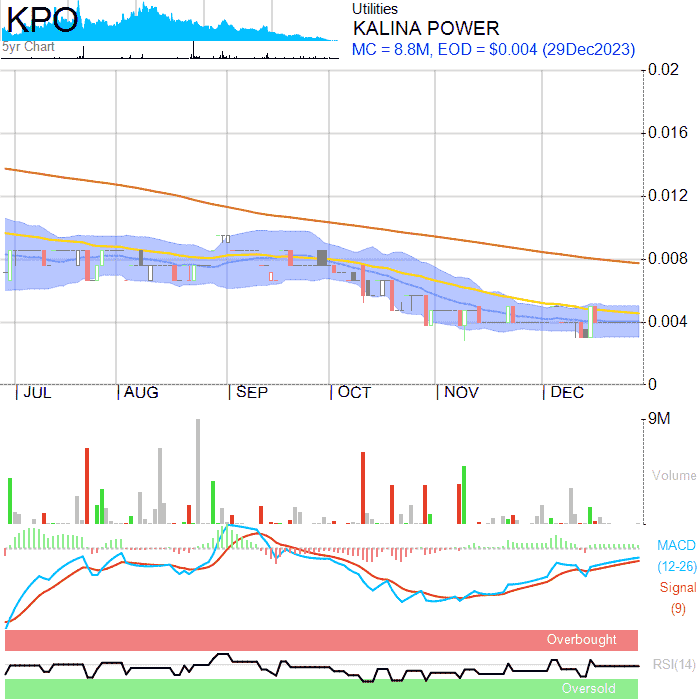 KPO
5yr Chart
Utilities
KALINA POWER
MC = 8.8M, EOD = $0.004 (29Dec2023)
0.02
0.016
0.012
0.008
0.004
0
JUL
AUG
SEP
OCT
NOV
DEC
9M
Volume
MACD
(12-26)
Signal
(9)
Overbought
RSI(14)
Oversold